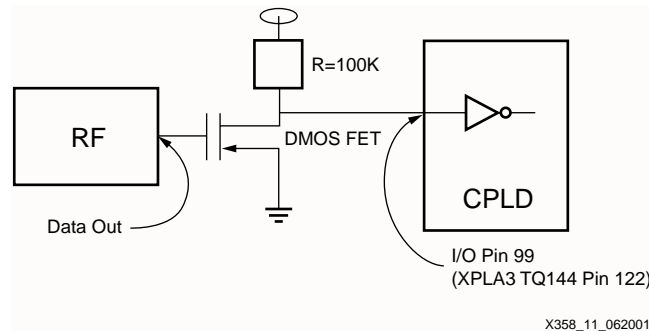 R=100K
RF
DMOS FET
CPLD
Data Out
I/O Pin 99
(XPLA3 TQ144 Pin 122)
X358_11_062001